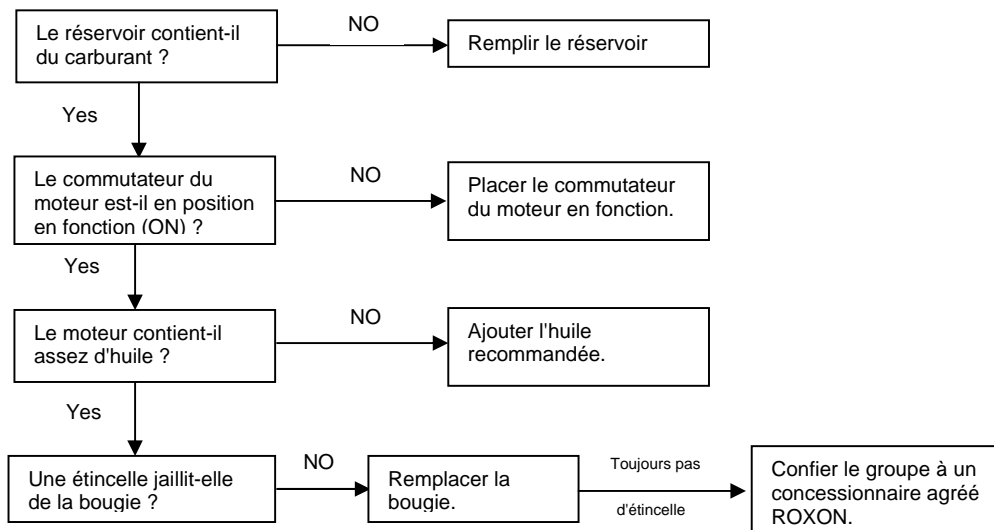 Le réservoir contient-il
du carburant ?
NO
Remplir le réservoir
Yes
Le commutateur du
moteur est-il en position
en fonction (ON) ?
NO
Placer le commutateur
du moteur en fonction.
Yes
Le moteur contient-il
assez d'huile ?
NO
Ajouter l'huile
recommandée.
Yes
Une étincelle jaillit-elle
de la bougie ?
NO
Remplacer la
bougie.
Toujours pas
d'étincelle
Confier le groupe à un
concessionnaire agréé
ROXON.